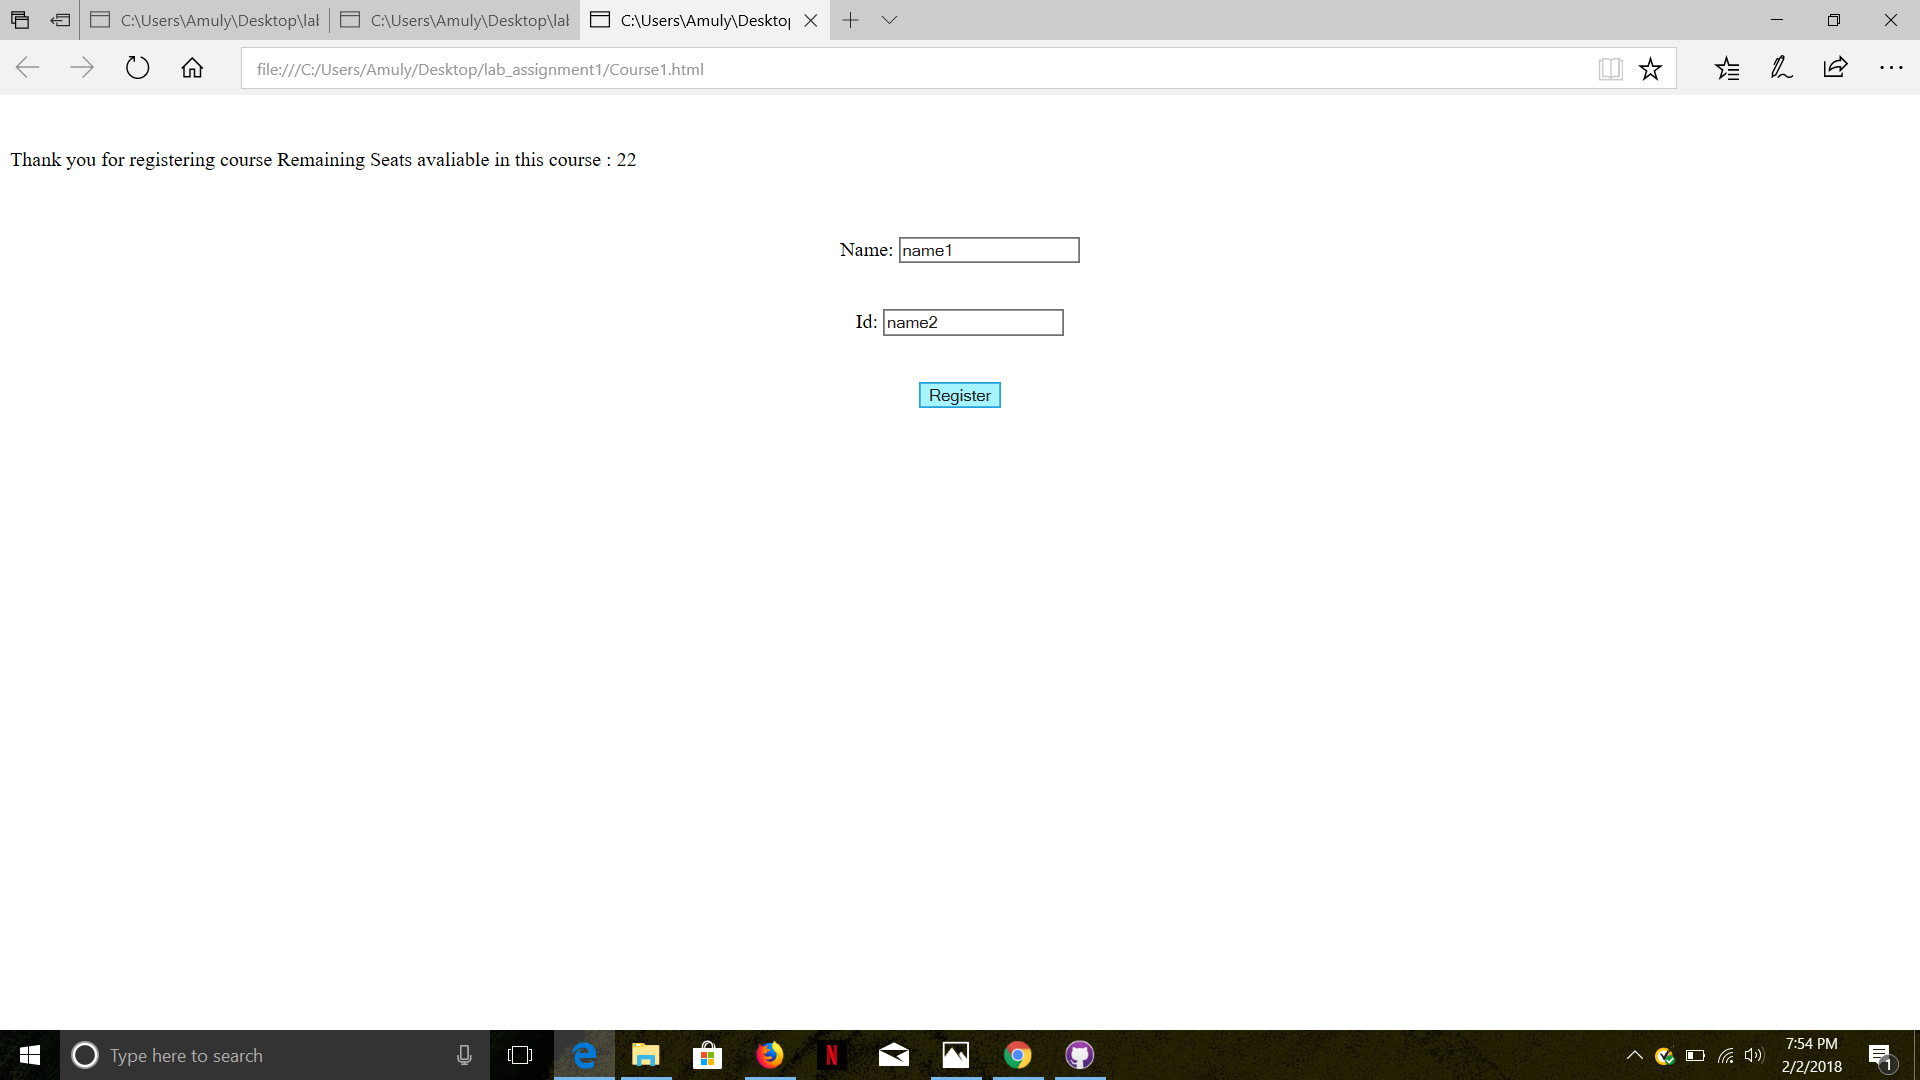 C:\Users\Amuly\Desktop\lal
C:\Users\Amuly\Desktop\lal
C:\Users\Amuly\Desktop
file:///C:/Users/Amuly/Desktop/lab_assignment1/Course1.html
Thank you for registering course Remaining Seats avaliable in this course : 22
Name: name1
Id: name2
Register
Type here to search
N
7:54 PM
2/2/2018
1